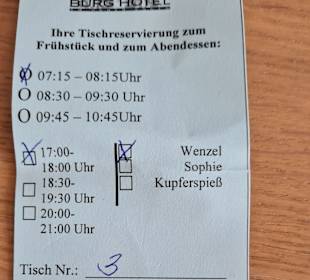 BURG HOTEL
Ihre Tischreservierung zum
Frühstück und zum Abendessen:
07:15 – 08:15Uhr
08:30 – 09:30 Uhr
09:45 – 10:45Uhr
17:00-
18:00 Uhr
18:30-
19:30 Uhr
20:00-
21:00 Uhr
Wenzel
Sophie
Kupferspieß
Tisch Nr.: 3